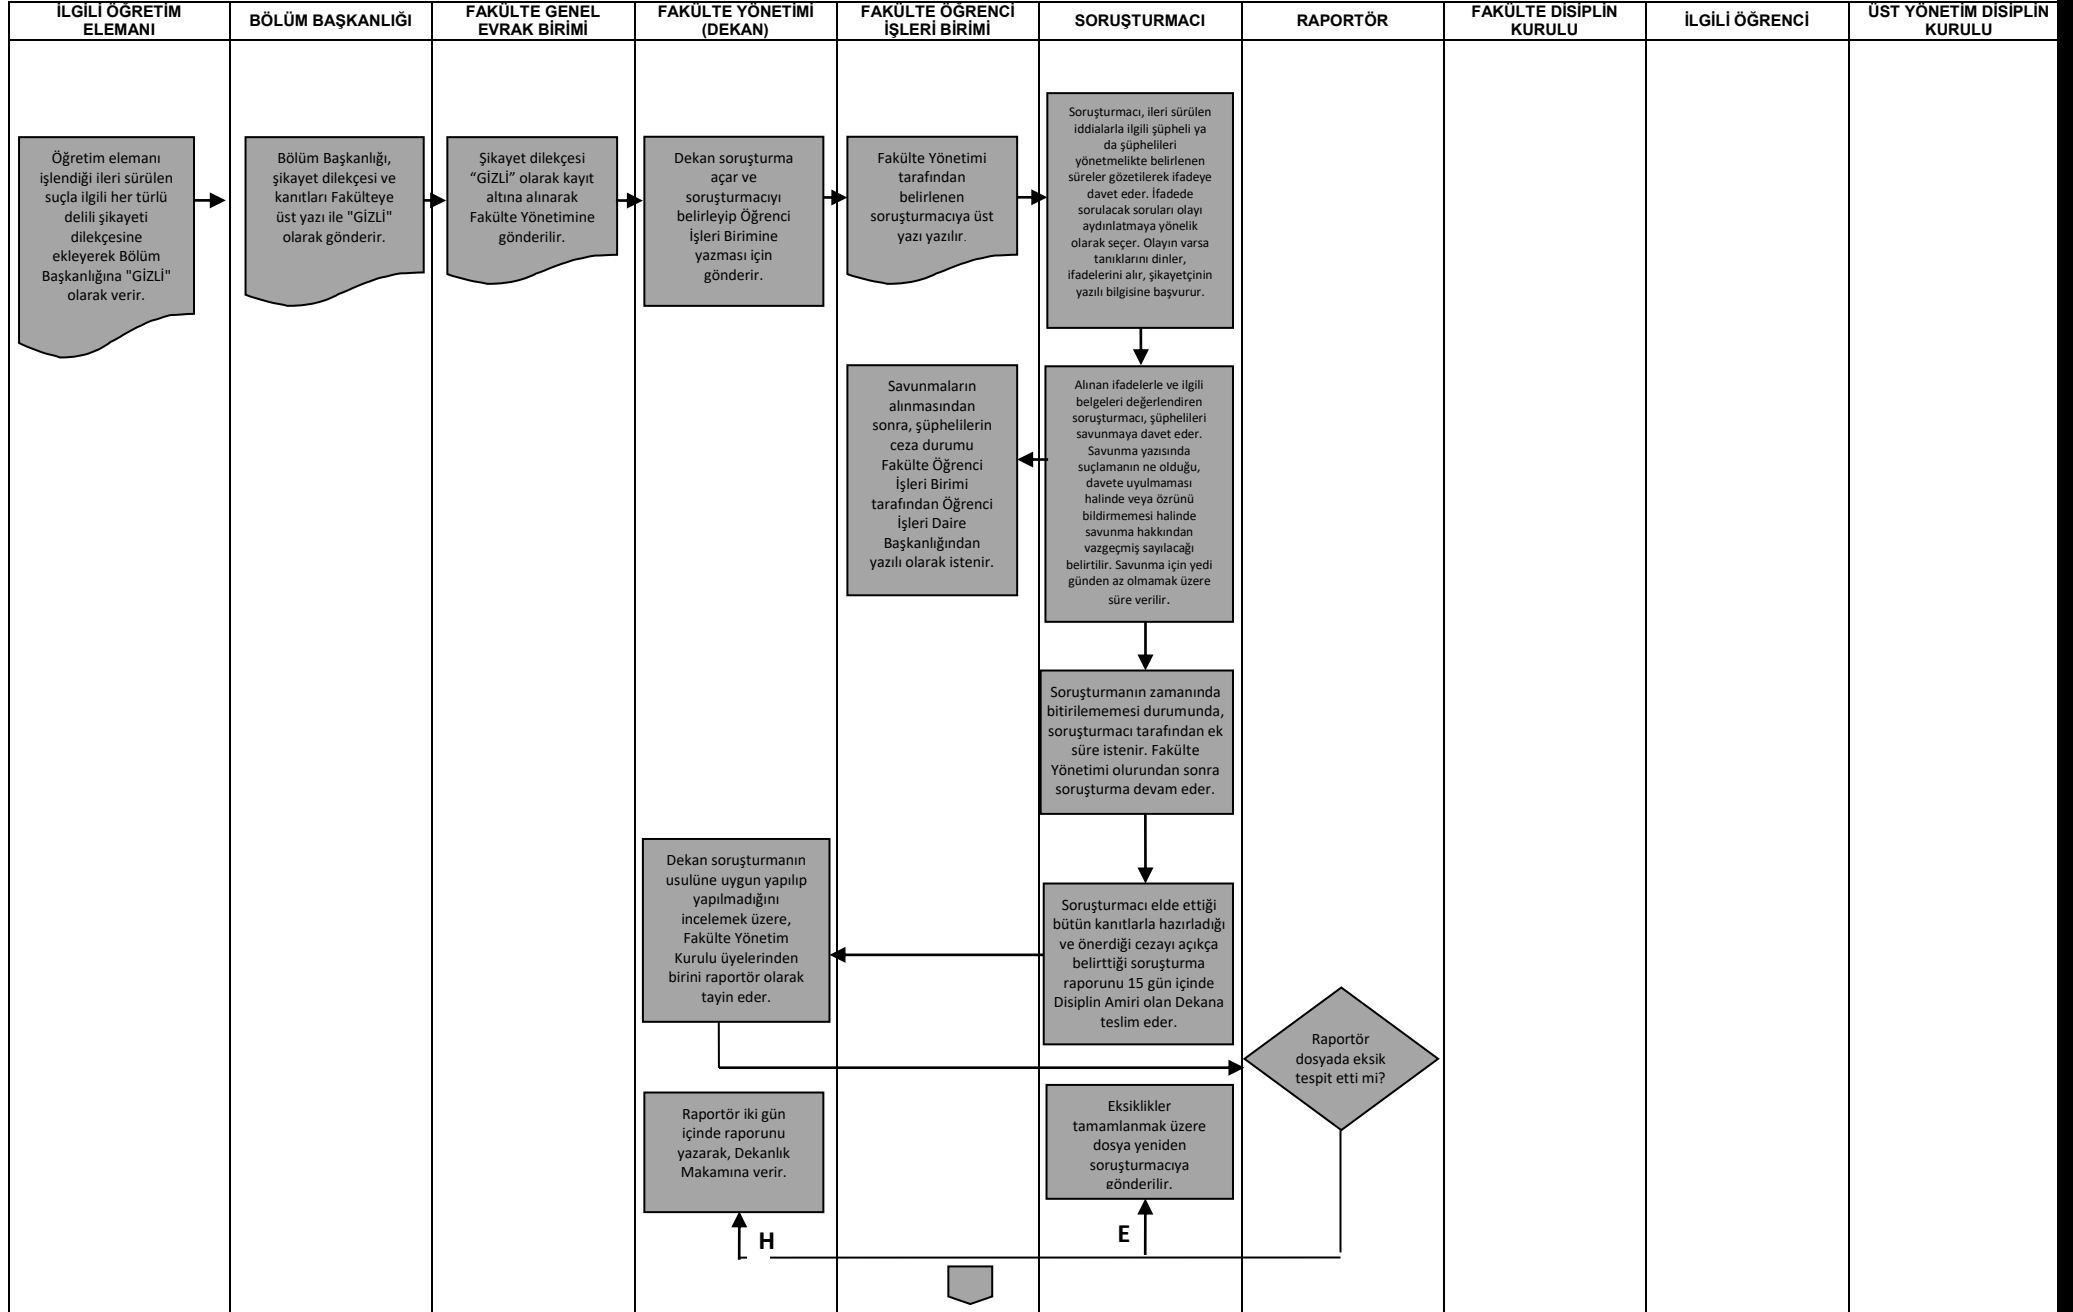 İLGİLİ ÖĞRETİM
ELEMANI
BÖLÜM BAŞKANLIĞI
FAKÜLTE GENEL
EVRAK BİRİMİ
FAKÜLTE YÖNETİMİ
(DEKAN)
FAKÜLTE ÖĞRENCİ
İŞLERİ BİRİMİ
SORUŞTURMACI
RAPORTÖR
FAKÜLTE DİSİPLİN
KURULU
İLGİLİ ÖĞRENCİ
ÜST YÖNETİM DİSİPLİN
KURULU
Öğretim elemanı
işlendiği ileri sürülen
suçla ilgili her türlü
delili şikayeti
dilekçesine
ekleyerek Bölüm
Başkanlığına "GİZLİ"
olarak verir.
Bölüm Başkanlığı,
şikayet dilekçesi ve
kanıtları Fakülteye
üst yazı ile "GİZLİ"
olarak gönderir.
Şikayet dilekçesi
“GİZLİ” olarak kayıt
altına alınarak
Fakülte Yönetimine
gönderilir.
Dekan soruşturma
açar ve
soruşturmacıyı
belirleyip Öğrenci
İşleri Birimine
yazması için
gönderir.
Fakülte Yönetimi
tarafından
belirlenen
soruşturmacıya üst
yazı yazılır.
Soruşturmacı, ileri sürülen
iddialarla ilgili şüpheli ya
da şüphelileri
yönetmelikte belirlenen
süreler gözetilerek ifadeye
davet eder. İfadede
sorulacak soruları olayı
aydınlatmaya yönelik
olarak seçer. Olayın varsa
tanıklarını dinler,
ifadelerini alır, şikayetçinin
yazılı bilgisine başvurur.
Savunmaların
alınmasından
sonra, şüphelilerin
ceza durumu
Fakülte Öğrenci
İşleri Birimi
tarafından Öğrenci
İşleri Daire
Başkanlığından
yazılı olarak istenir.
Alınan ifadelerle ve ilgili
belgeleri değerlendiren
soruşturmacı, şüphelileri
savunmaya davet eder.
Savunma yazısında
suçlamanın ne olduğu,
davete uyulmaması
halinde veya özrünü
bildirmemesi halinde
savunma hakkından
vazgeçmiş sayılacağı
belirtilir. Savunma için yedi
günden az olmamak üzere
süre verilir.
Soruşturmanın zamanında
bitirilememesi durumunda,
soruşturmacı tarafından ek
süre istenir. Fakülte
Yönetimi olurundan sonra
soruşturma devam eder.
Dekan soruşturmanın
usulüne uygun yapılıp
yapılmadığını
incelemek üzere,
Fakülte Yönetim
Kurulu üyelerinden
birini raportör olarak
tayin eder.
Soruşturmacı elde ettiği
bütün kanıtlarla hazırladığı
ve önerdiği cezayı açıkça
belirttiği soruşturma
raporunu 15 gün içinde
Disiplin Amiri olan Dekana
teslim eder.
Raportör
dosyada eksik
tespit etti mi?
Raportör iki gün
içinde raporunu
yazarak, Dekanlık
Makamına verir.
Eksiklikler
tamamlanmak üzere
dosya yeniden
soruşturmacıya
gönderilir.
H
E